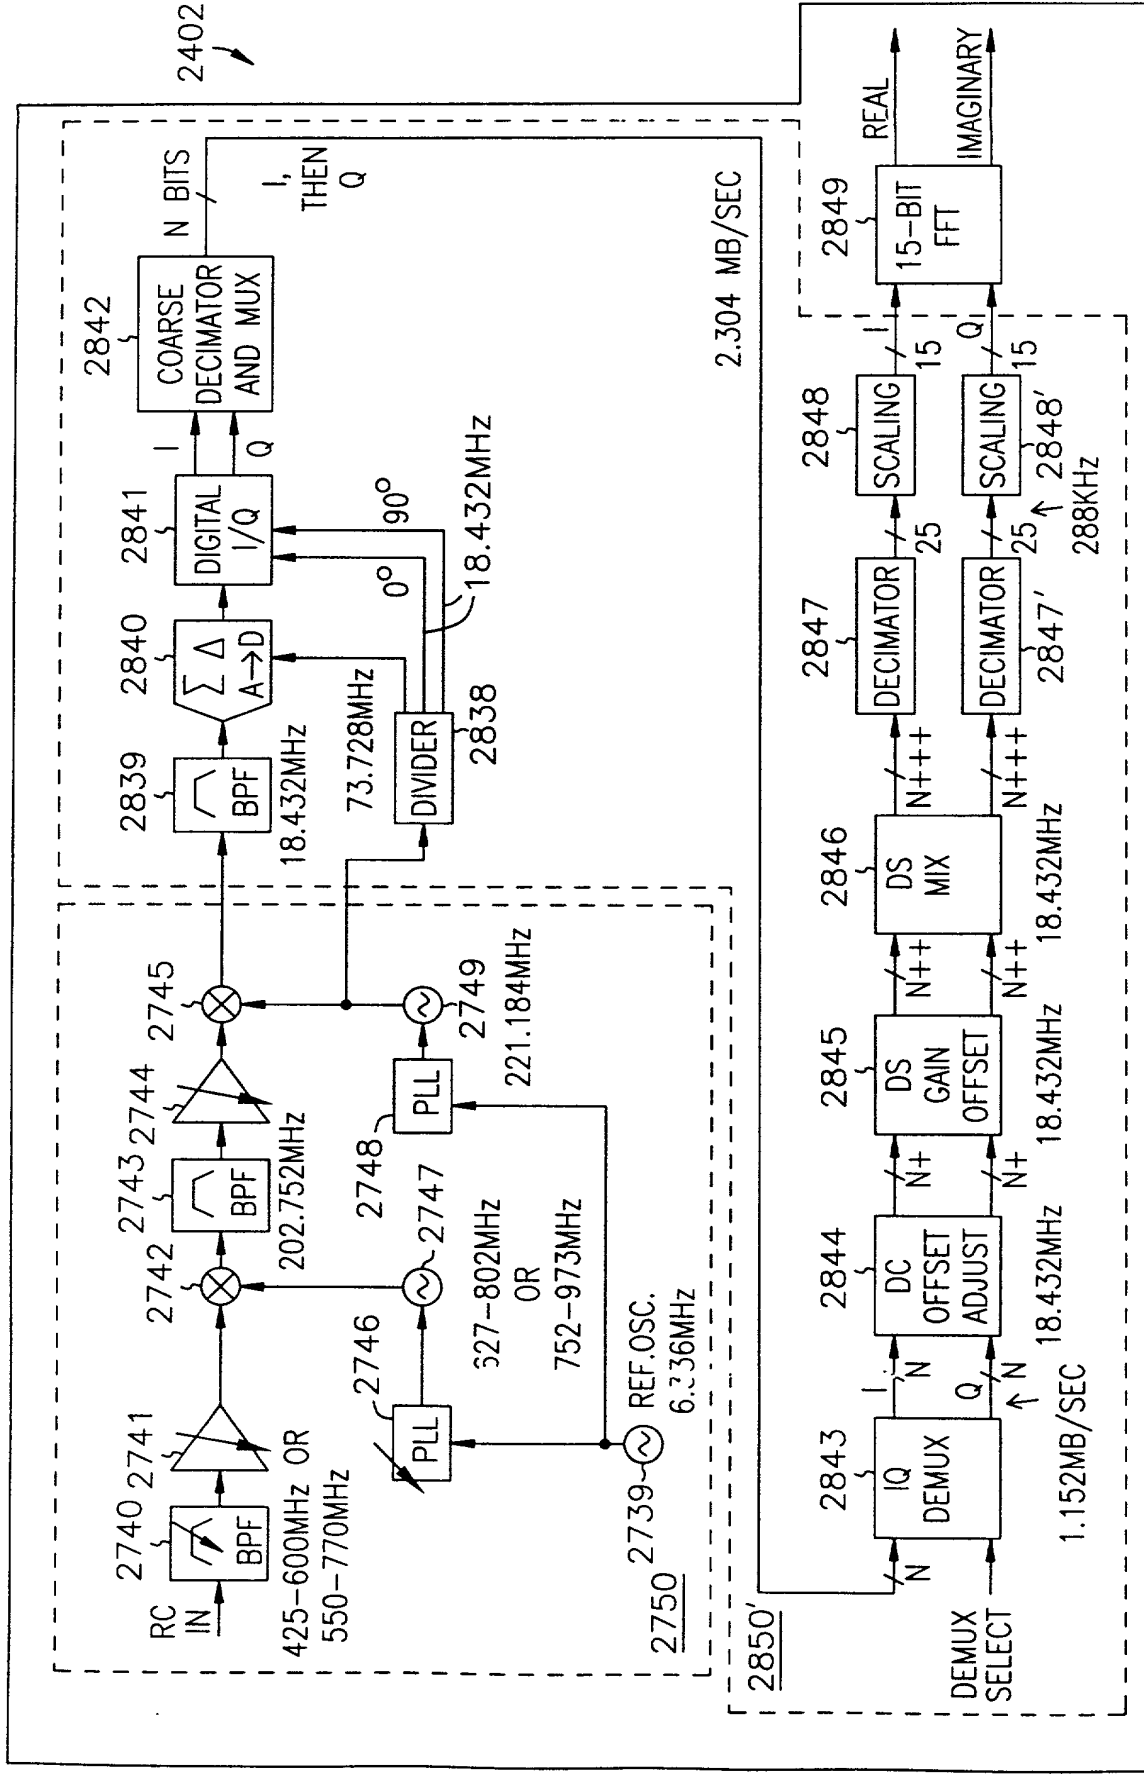 2402
RC
IN
2740
BPF
425-600MHz OR
550-770MHz
2741
2742
2743
BPF
202.752MHz
2744
2745
2746
PLL
2747
627-802MHz
OR
752-973MHz
2748
PLL
2749
221.184MHz
2739
REF.OSC.
6.336MHz
2750
2839
BPF
18.432MHz
2840
Σ Δ
A→D
73.728MHz
DIVIDER
2838
2841
DIGITAL
I/Q
0°
90°
18.432MHz
I
Q
2842
COARSE
DECIMATOR
AND MUX
N BITS
I,
THEN
Q
2.304 MB/SEC
2850'
DEMUX
SELECT
N
2843
IQ
DEMUX
1.152MB/SEC
I
N
Q
N
2844
DC
OFFSET
ADJUST
18.432MHz
N+
N+
2845
DS
GAIN
OFFSET
18.432MHz
N++
N++
2846
DS
MIX
18.432MHz
N+++
N+++
2847
DECIMATOR
DECIMATOR
2847'
25
25
288KHz
2848
SCALING
SCALING
2848'
I
15
Q
15
2849
15-BIT
FFT
REAL
IMAGINARY